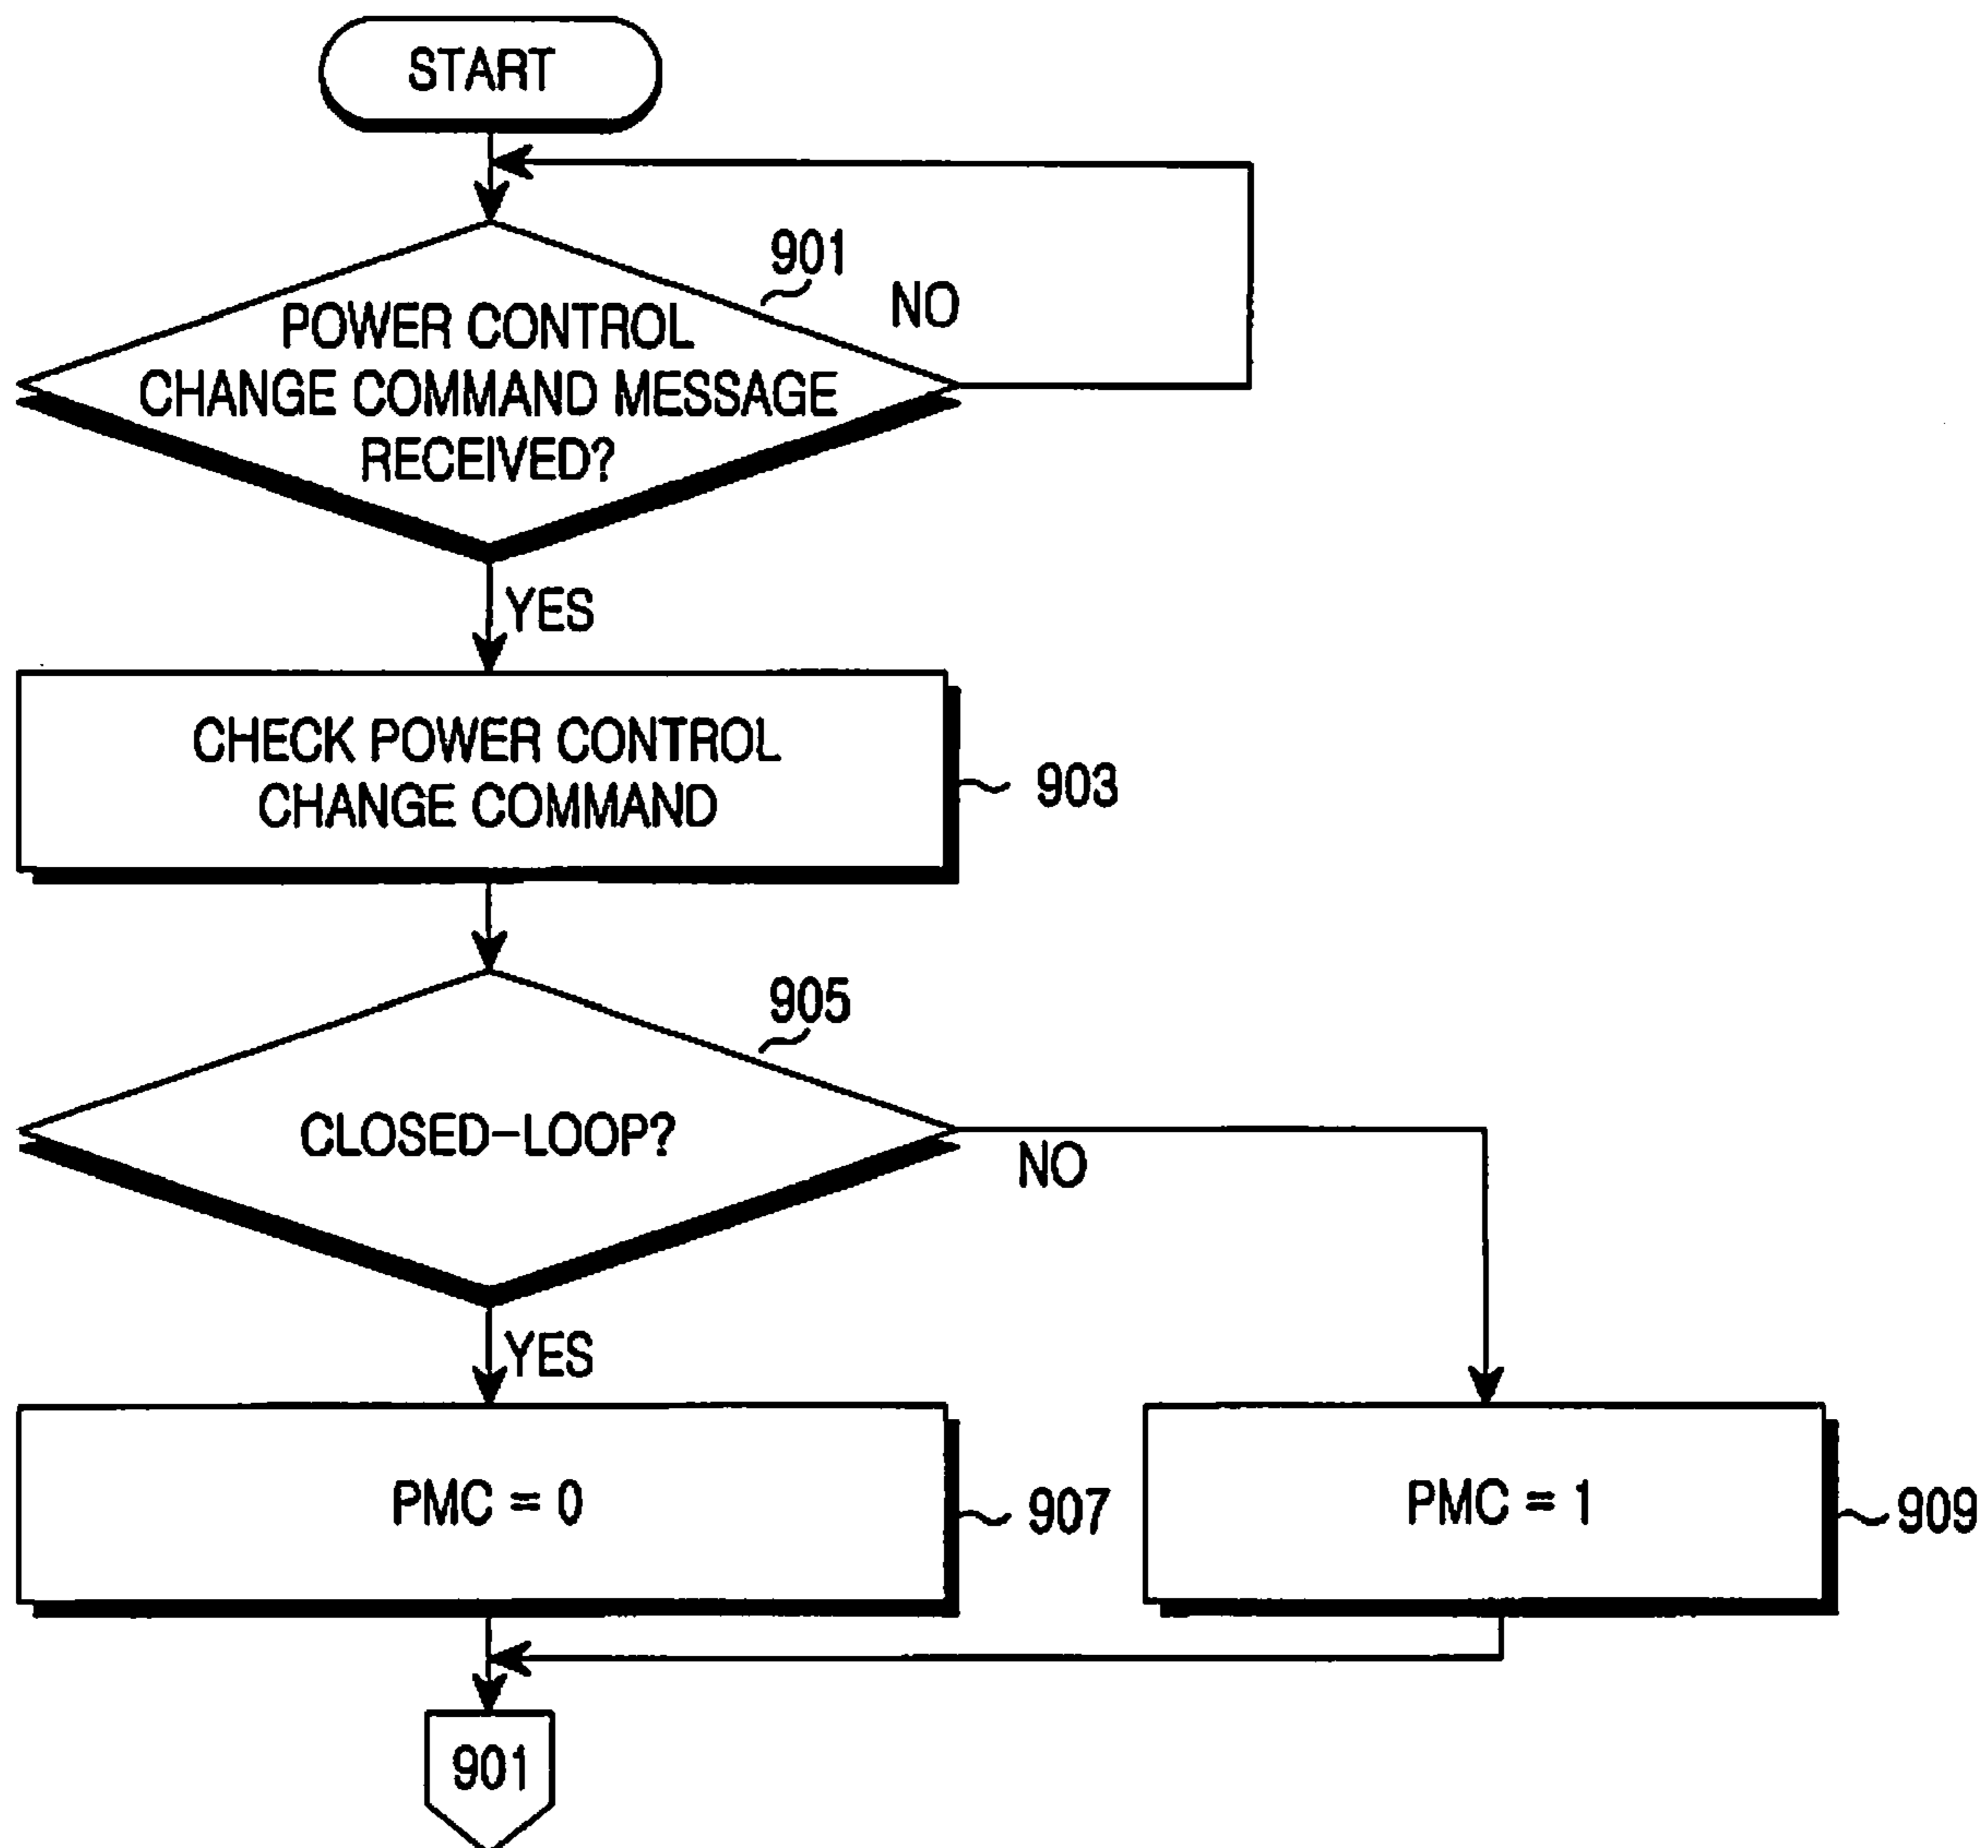 START
901
NO
POWER CONTROL
CHANGE COMMAND MESSAGE
RECEIVED?
YES
CHECK POWER CONTROL
CHANGE COMMAND
903
905
CLOSED-LOOP?
NO
YES
PMC = 0
907
PMC = 1
909
901